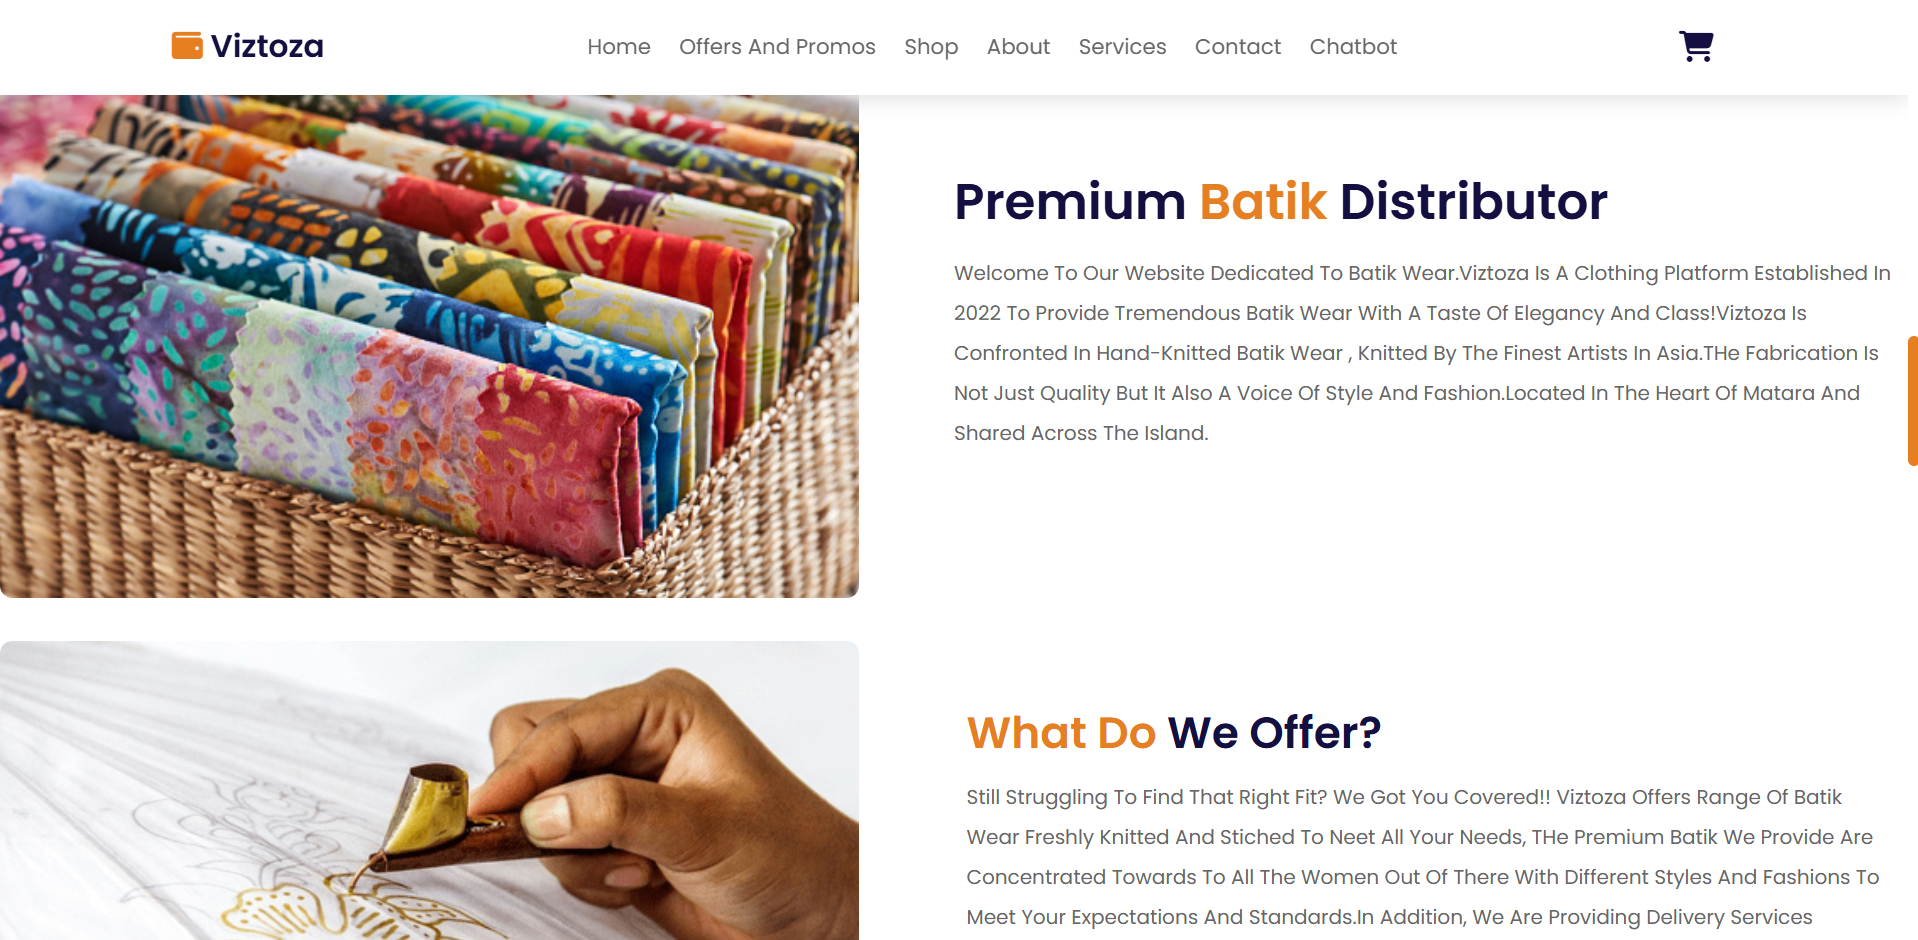 Viztoza
Home Offers And Promos Shop About Services Contact Chatbot
Premium Batik Distributor
Welcome To Our Website Dedicated To Batik Wear.Viztoza Is A Clothing Platform Established In
2022 To Provide Tremendous Batik Wear With A Taste Of Elegancy And Class!Viztoza Is
Confronted In Hand-Knitted Batik Wear , Knitted By The Finest Artists In Asia.THe Fabrication Is
Not Just Quality But It Also A Voice Of Style And Fashion.Located In The Heart Of Matara And
Shared Across The Island.
What Do We Offer?
Still Struggling To Find That Right Fit? We Got You Covered!! Viztoza Offers Range Of Batik
Wear Freshly Knitted And Stiched To Neet All Your Needs, THe Premium Batik We Provide Are
Concentrated Towards To All The Women Out Of There With Different Styles And Fashions To
Meet Your Expectations And Standards.In Addition, We Are Providing Delivery Services